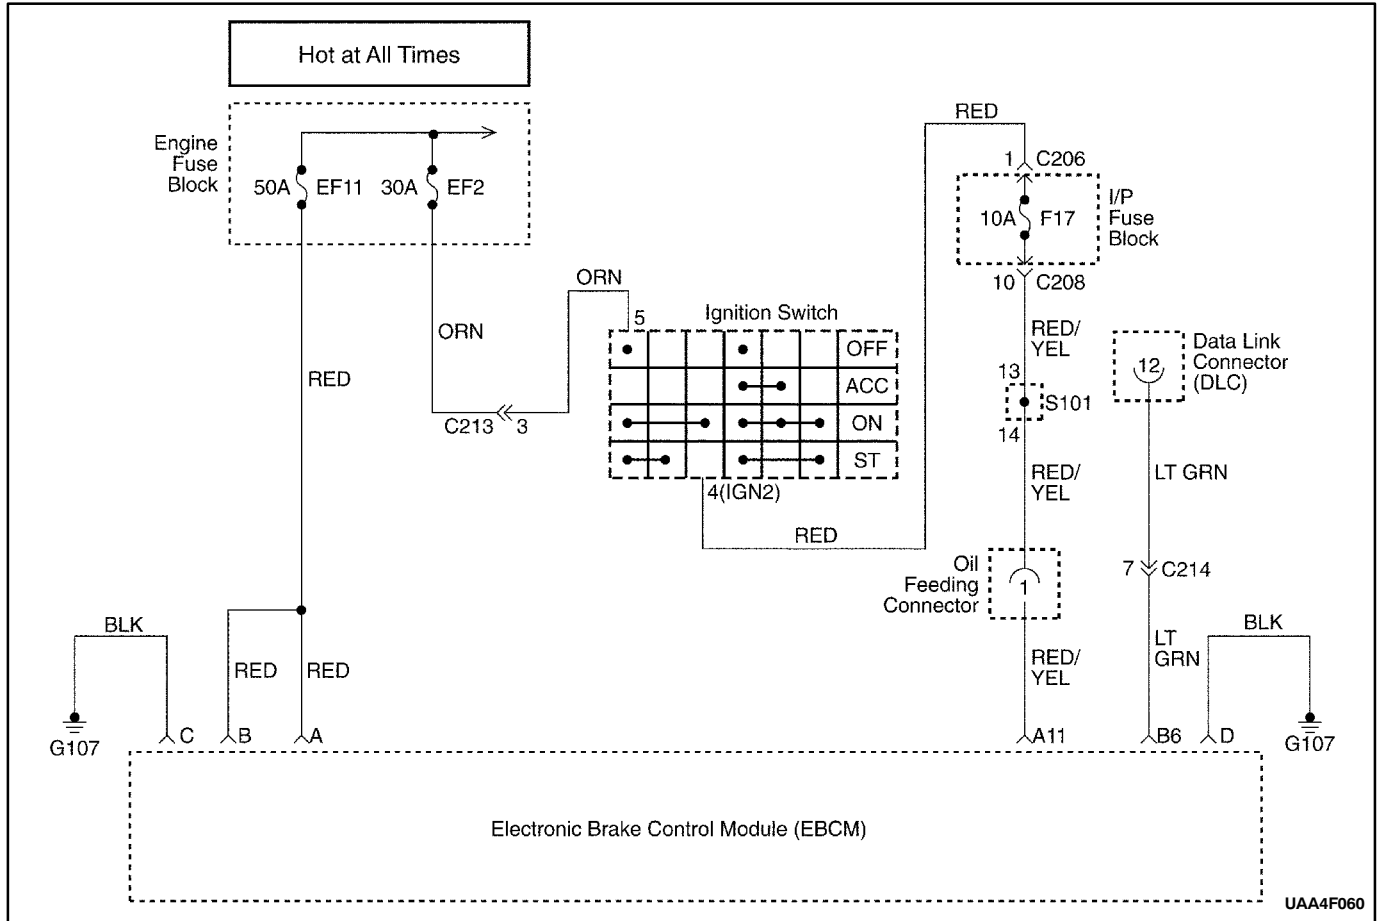 Hot at All Times
Engine
Fuse
Block
50A EF11
30A EF2
RED
1 C206
10A F17
I/P
Fuse
Block
10 C208
ORN
ORN
5
Ignition Switch
OFF
ACC
ON
ST
4(IGN2)
RED
C213 3
RED
RED/
YEL
13
S101
14
RED/
YEL
Data Link
Connector
(DLC)
12
LT GRN
7 C214
Oil
Feeding
Connector
1
RED/
YEL
LT
GRN
BLK
BLK
RED
RED
G107
C
B
A
A11
B6
D
G107
Electronic Brake Control Module (EBCM)
UAA4F060